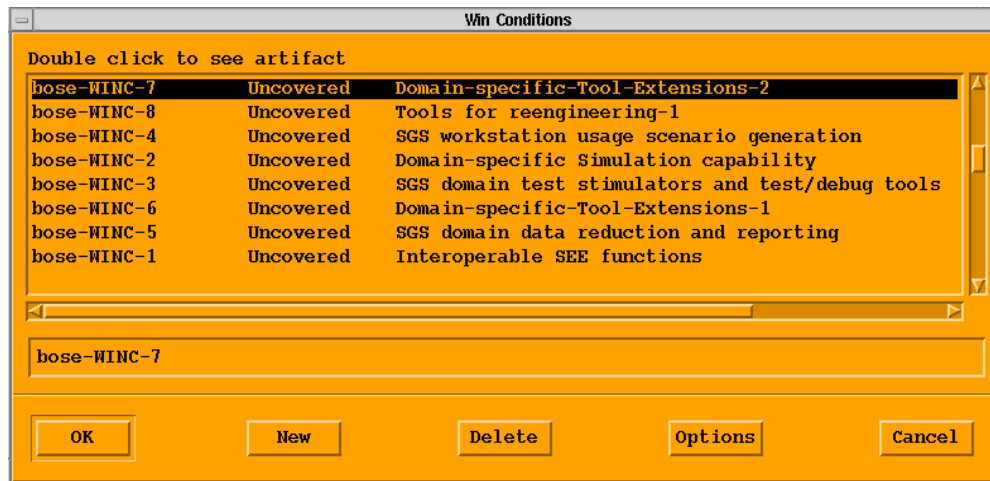 Win Conditions
Double click to see artifact
bose-WINC-7 Uncovered Domain-specific-Tool-Extensions-2
bose-WINC-8 Uncovered Tools for reengineering-1
bose-WINC-4 Uncovered SGS workstation usage scenario generation
bose-WINC-2 Uncovered Domain-specific Simulation capability
bose-WINC-3 Uncovered SGS domain test stimulators and test/debug tools
bose-WINC-6 Uncovered Domain-specific-Tool-Extensions-1
bose-WINC-5 Uncovered SGS domain data reduction and reporting
bose-WINC-1 Uncovered Interoperable SEE functions
bose-WINC-7
OK New Delete Options Cancel